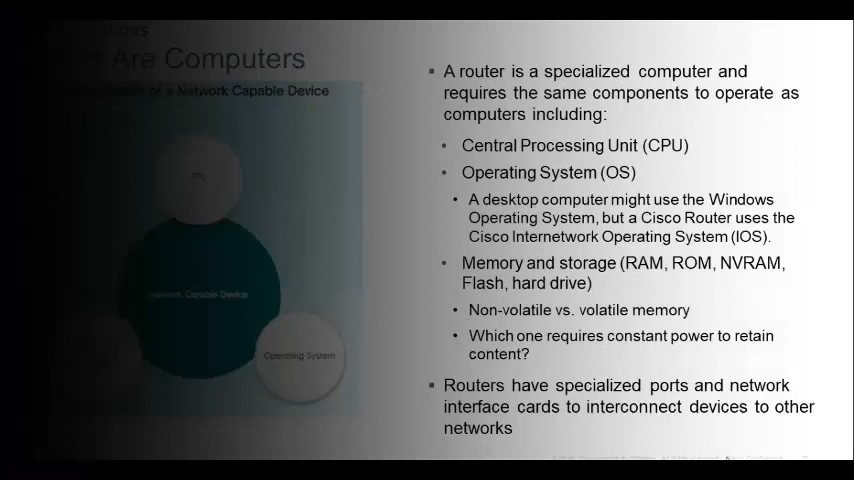 Are Computers
of a Network Capable Device
CPU
Network Capable Device
Operating System
▪ A router is a specialized computer and
requires the same components to operate as
computers including:
• Central Processing Unit (CPU)
• Operating System (OS)
• A desktop computer might use the Windows
Operating System, but a Cisco Router uses the
Cisco Internetwork Operating System (IOS).
• Memory and storage (RAM, ROM, NVRAM,
Flash, hard drive)
• Non-volatile vs. volatile memory
• Which one requires constant power to retain
content?
▪ Routers have specialized ports and network
interface cards to interconnect devices to other
networks